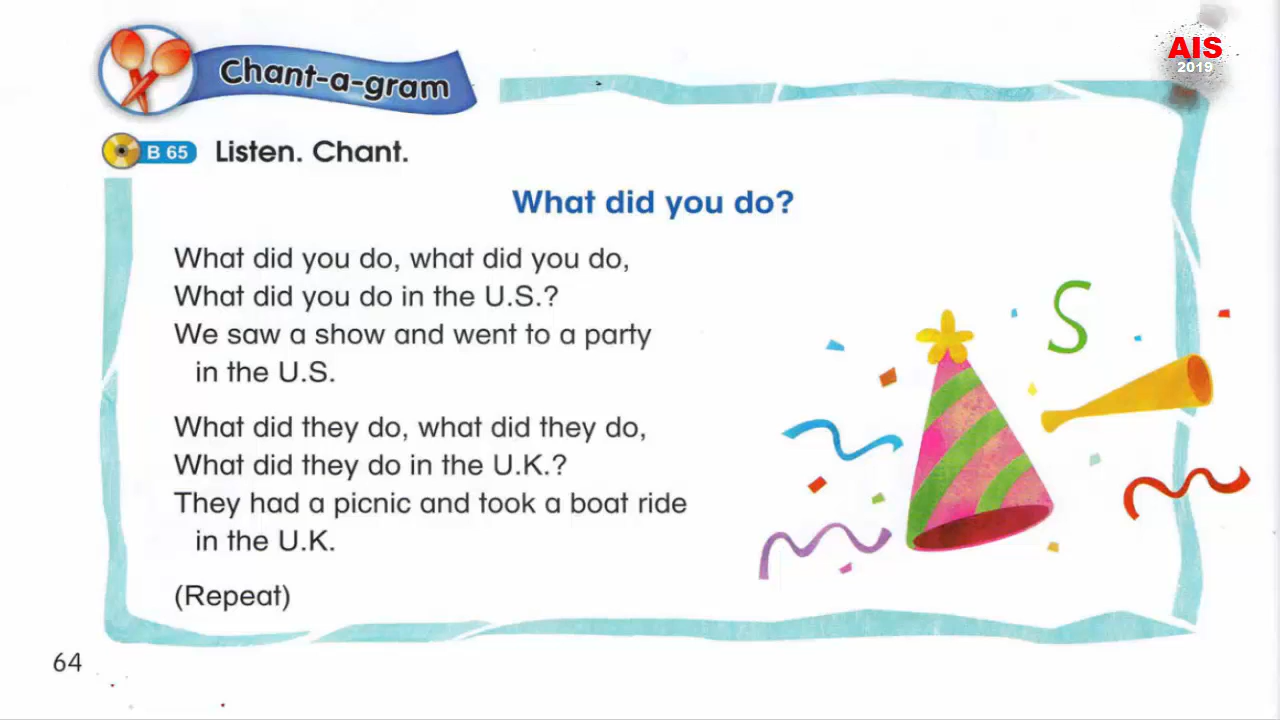 AIS
2019
Chant-a-gram
B 65 Listen. Chant.
What did you do?
What did you do, what did you do,
What did you do in the U.S.?
We saw a show and went to a party
in the U.S.
What did they do, what did they do,
What did they do in the U.K.?
They had a picnic and took a boat ride
in the U.K.
(Repeat)
64